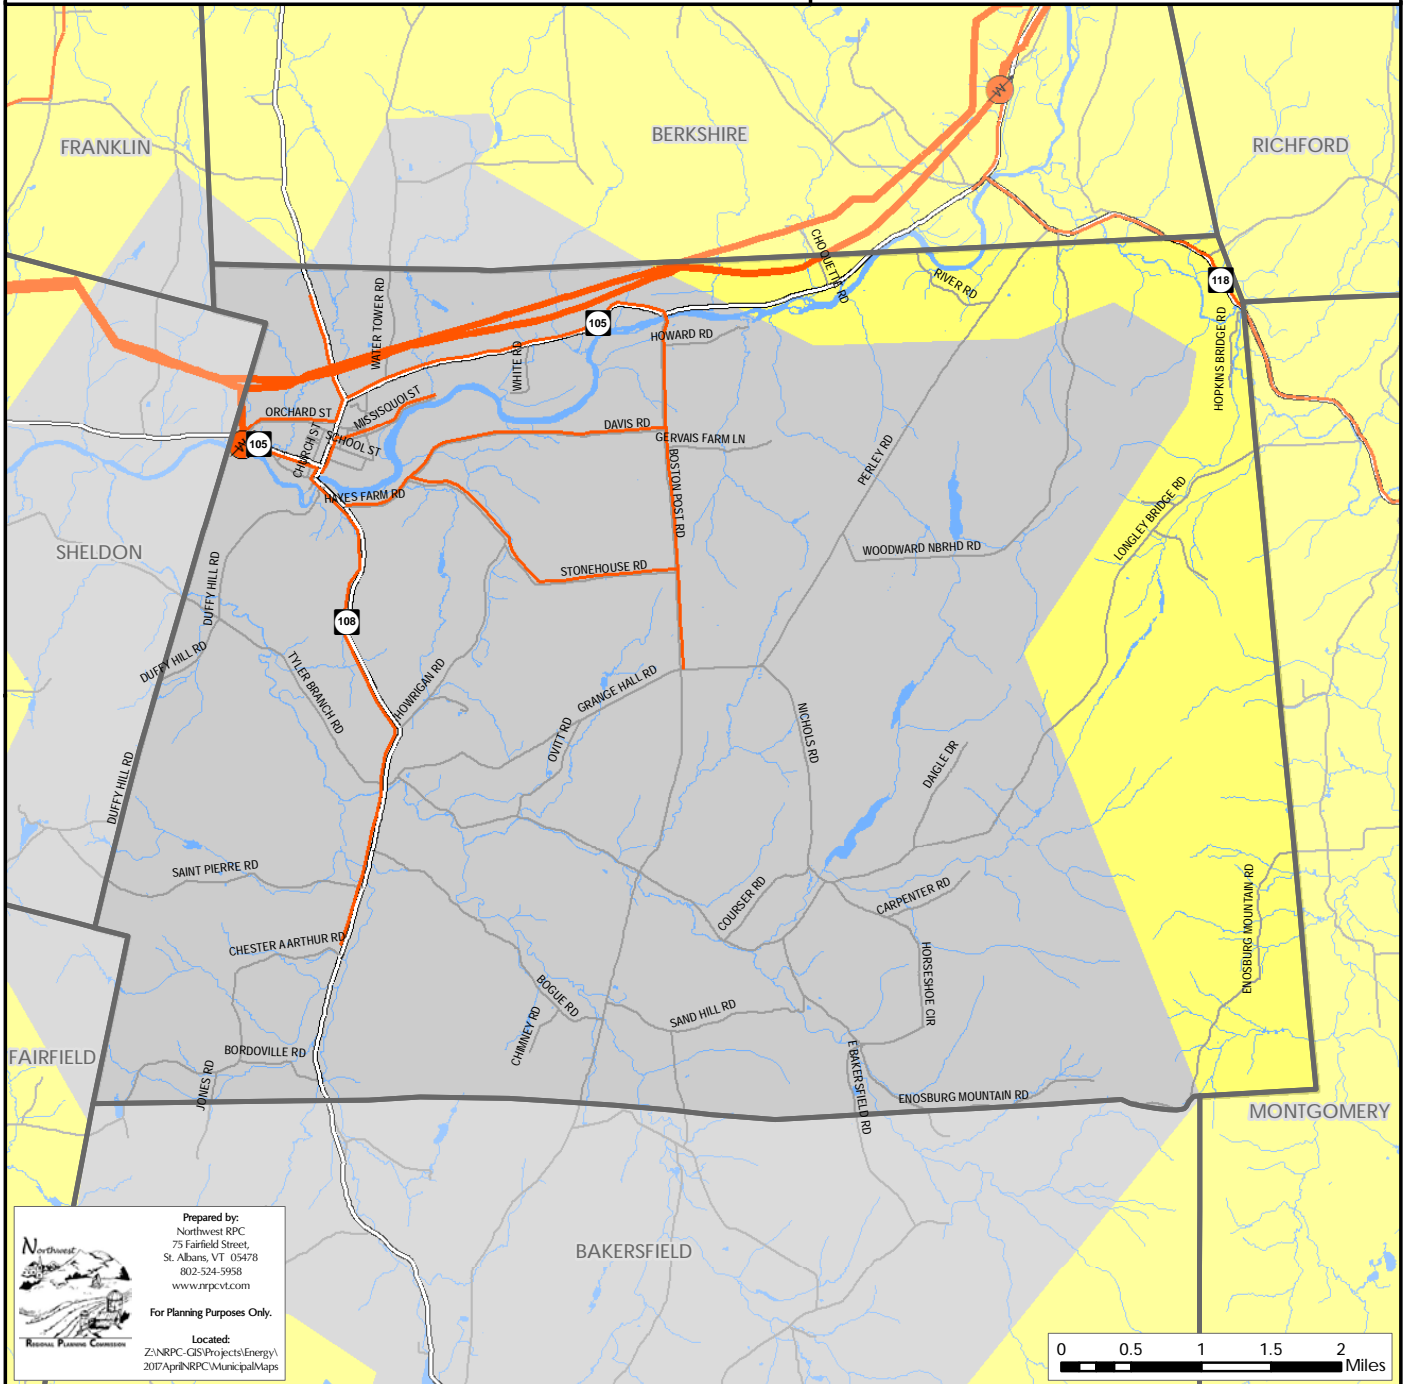 FRANKLIN
BERKSHIRE
RICHFORD
W
CHOQUETTE RD
RIVER RD
118
HOPKINS BRIDGE RD
WATER TOWER RD
105
WHITE RD
HOWARD RD
ORCHARD ST
MISSISQUOI ST
SCHOOL ST
CHURCH ST
W
105
DAVIS RD
GERVAIS FARM LN
BOSTON POST RD
PERLEY RD
HAYES FARM RD
LONGLEY BRIDGE RD
SHELDON
WOODWARD NBRHD RD
STONEHOUSE RD
DUFFY HILL RD
108
DUFFY HILL RD
TYLER BRANCH RD
HOWRIGAN RD
GRANGE HALL RD
OVITT RD
NICHOLS RD
DAIGLE DR
DUFFY HILL RD
SAINT PIERRE RD
COURSER RD
CARPENTER RD
ENOSBURG MOUNTAIN RD
CHESTER A ARTHUR RD
HORSESHOE CIR
BOGUE RD
CHIMNEY RD
SAND HILL RD
FAIRFIELD
BORDOVILLE RD
JONES RD
E BAKERSFIELD RD
ENOSBURG MOUNTAIN RD
MONTGOMERY
BAKERSFIELD
Northwest
REGIONAL PLANNING COMMISSION
Prepared by:
Northwest RPC
75 Fairfield Street,
St. Albans, VT 05478
802-524-5958
www.nrpcvt.com
For Planning Purposes Only.
Located:
Z:\NRPC-GIS\Projects\Energy\
2017AprilNRPC\MunicipalMaps
0 0.5 1 1.5 2
Miles